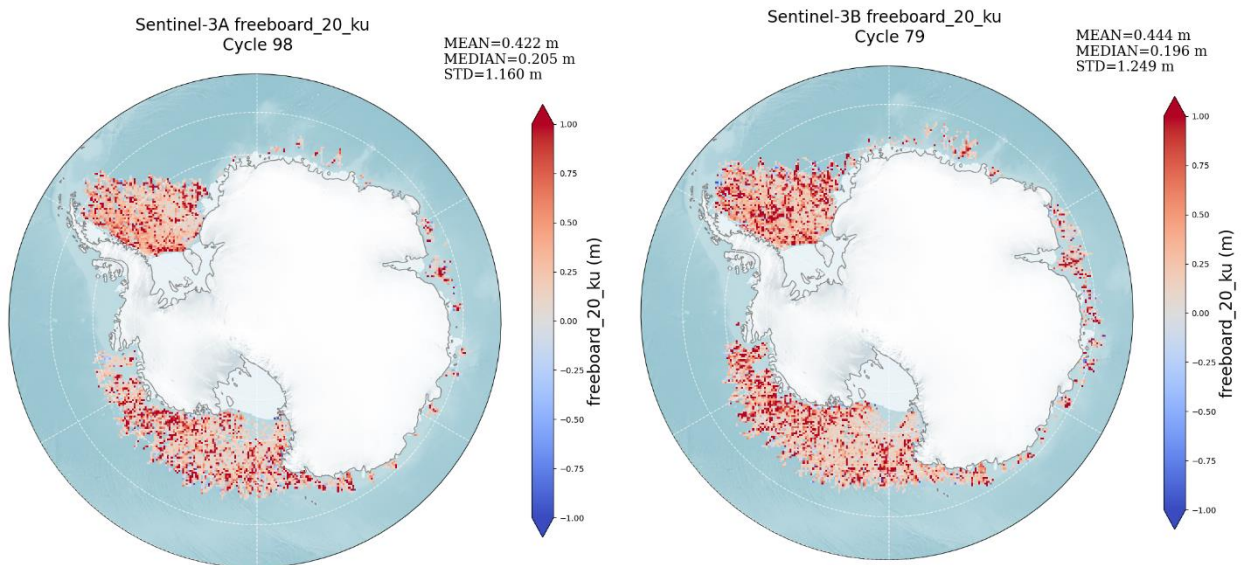 Sentinel-3A freeboard_20_ku
Cycle 98
MEAN=0.422 m
MEDIAN=0.205 m
STD=1.160 m
1.00
0.75
0.50
0.25
0.00
−0.25
−0.50
−0.75
−1.00
freeboard_20_ku (m)
Sentinel-3B freeboard_20_ku
Cycle 79
MEAN=0.444 m
MEDIAN=0.196 m
STD=1.249 m
1.00
0.75
0.50
0.25
0.00
−0.25
−0.50
−0.75
−1.00
freeboard_20_ku (m)